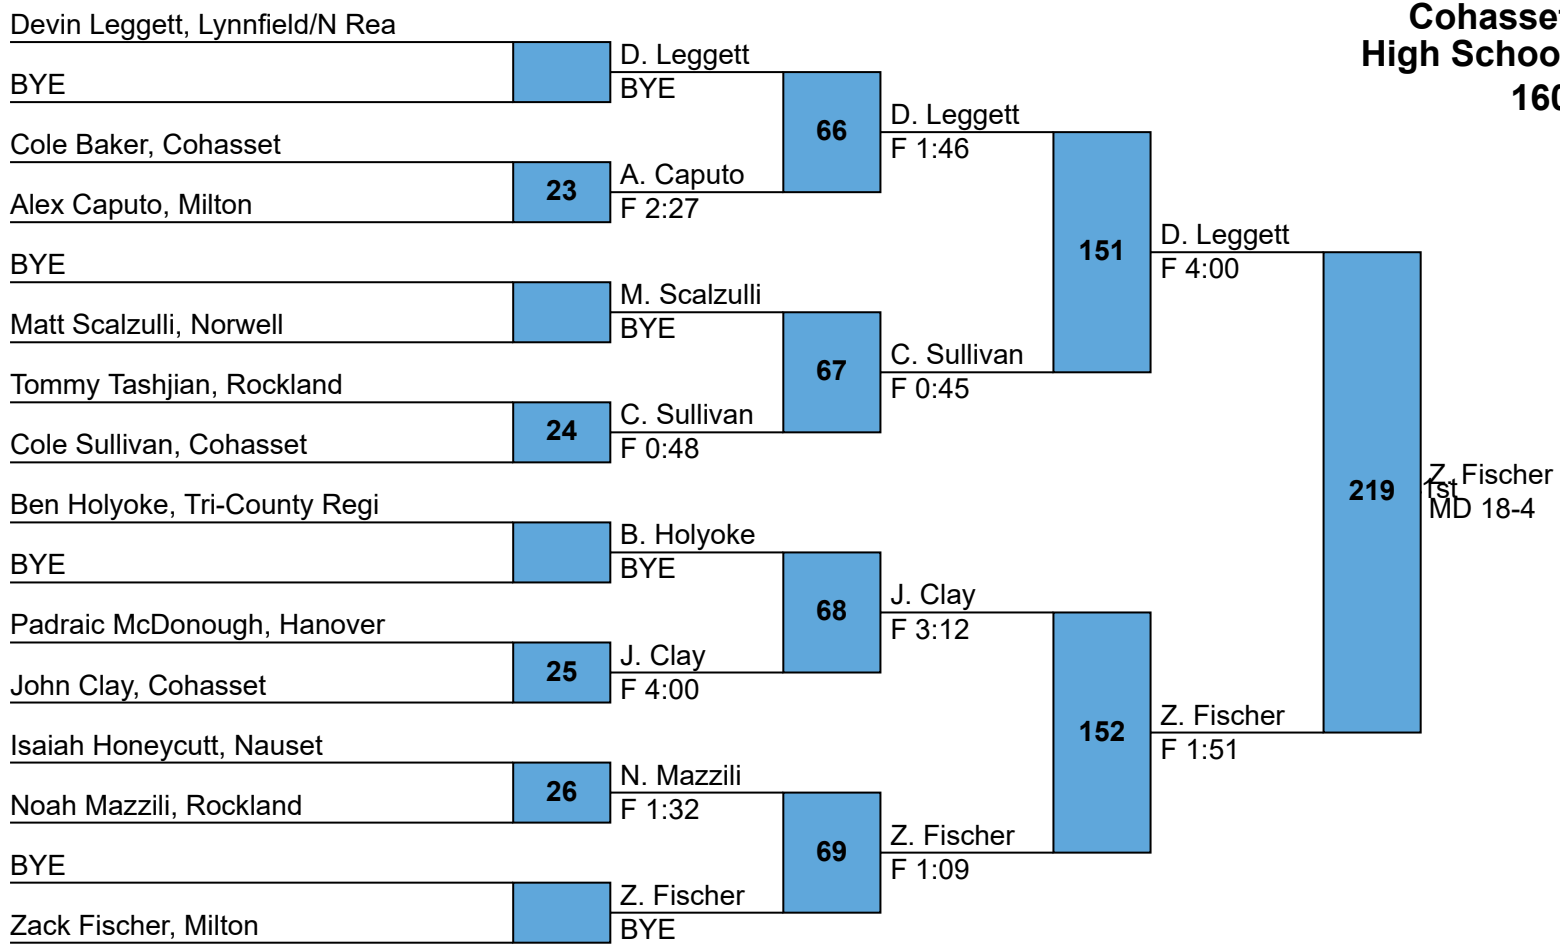 Cohasset
High School
160
Devin Leggett, Lynnfield/N Rea
BYE
Cole Baker, Cohasset
Alex Caputo, Milton
BYE
Matt Scalzulli, Norwell
Tommy Tashjian, Rockland
Cole Sullivan, Cohasset
Ben Holyoke, Tri-County Regi
BYE
Padraic McDonough, Hanover
John Clay, Cohasset
Isaiah Honeycutt, Nauset
Noah Mazzili, Rockland
BYE
Zack Fischer, Milton
23
24
25
26
D. Leggett
BYE
A. Caputo
F 2:27
M. Scalzulli
BYE
C. Sullivan
F 0:48
B. Holyoke
BYE
J. Clay
F 4:00
N. Mazzili
F 1:32
Z. Fischer
BYE
66
67
68
69
D. Leggett
F 1:46
C. Sullivan
F 0:45
J. Clay
F 3:12
Z. Fischer
F 1:09
151
152
D. Leggett
F 4:00
Z. Fischer
F 1:51
219
Z. Fischer
1st
MD 18-4